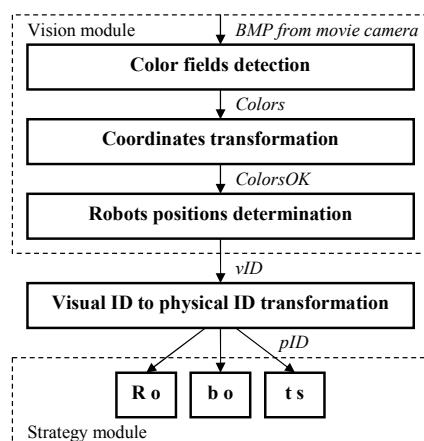 Vision module
BMP from movie camera
Color fields detection
Colors
Coordinates transformation
ColorsOK
Robots positions determination
vID
Visual ID to physical ID transformation
pID
R o b o t s
Strategy module